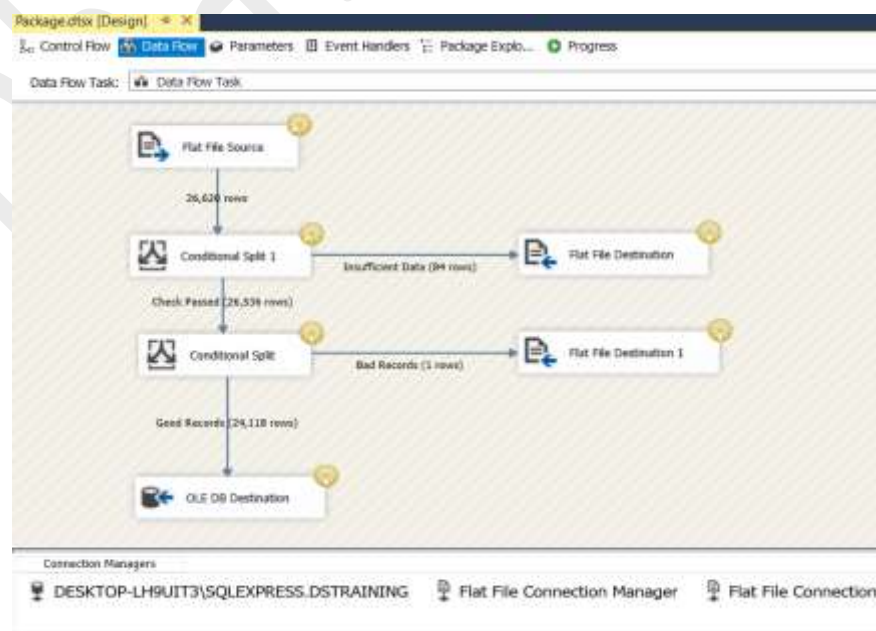 Package.dtsx [Design]
Control Flow Data Flow Parameters Event Handlers Package Explo... Progress
Data Flow Task: Data Flow Task
Flat File Source
26,620 rows
Conditional Split 1
Insufficient Data (84 rows)
Flat File Destination
Check Passed (26,536 rows)
Conditional Split
Bad Records (1 rows)
Flat File Destination 1
Good Records (24,118 rows)
OLE DB Destination
Connection Managers
DESKTOP-LH9UIT3\SQLEXPRESS.DSTRAINING Flat File Connection Manager Flat File Connection